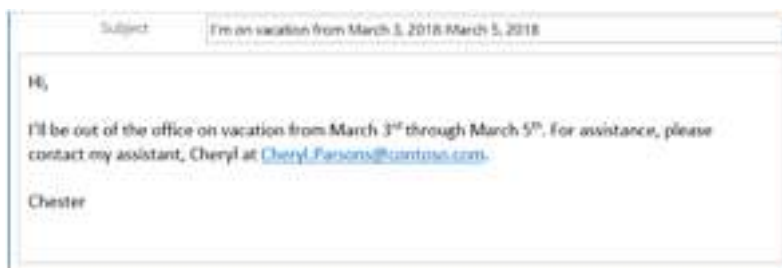 Subject I'm on vacation from March 3, 2018-March 5, 2018
Hi,
I'll be out of the office on vacation from March 3rd through March 5th. For assistance, please
contact my assistant, Cheryl at Cheryl.Parsons@contoso.com.
Chester